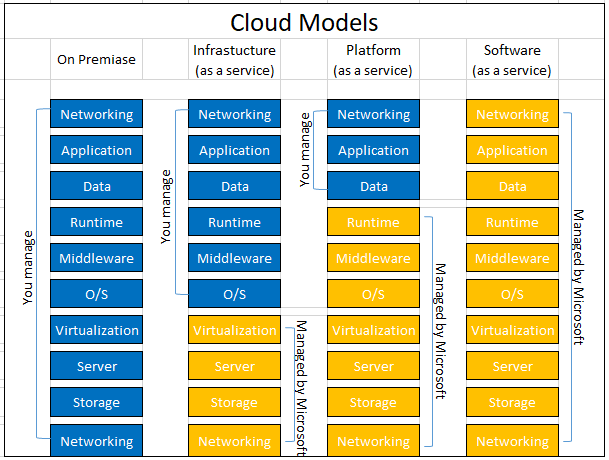 Cloud Models
On Premiase
Infrastucture
(as a service)
Platform
(as a service)
Software
(as a service)
Networking Networking Networking Networking
Application Application Application Application
Data Data Data Data
Runtime Runtime Runtime Runtime
Middleware Middleware Middleware Middleware
O/S O/S O/S O/S
Virtualization Virtualization Virtualization Virtualization
Server Server Server Server
Storage Storage Storage Storage
Networking Networking Networking Networking
You manage
You manage
Managed by Microsoft
You manage
Managed by Microsoft
Managed by Microsoft